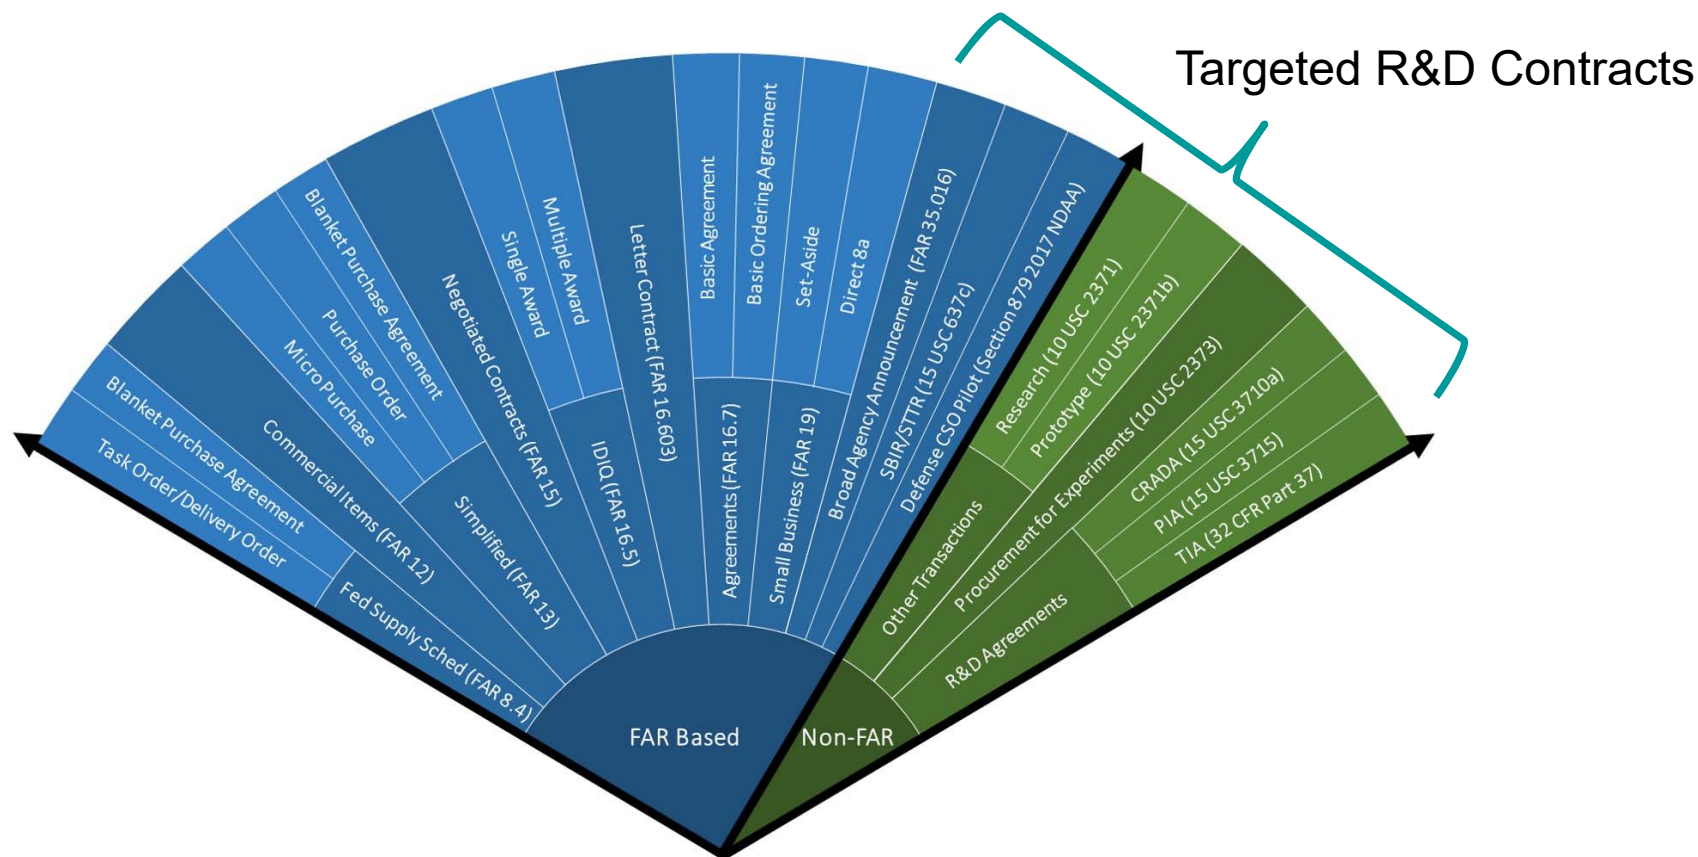 Targeted R&D Contracts
Task Order/Delivery Order
Blanket Purchase Agreement
Fed Supply Sched (FAR 8.4)
Commercial Items (FAR 12)
Micro Purchase
Purchase Order
Blanket Purchase Agreement
Simplified (FAR 13)
Negotiated Contracts (FAR 15)
Single Award
Multiple Award
IDIQ (FAR 16.5)
Letter Contract (FAR 16.603)
Basic Agreement
Basic Ordering Agreement
Agreements (FAR 16.7)
Set-Aside
Direct 8a
Small Business (FAR 19)
Broad Agency Announcement (FAR 35.016)
SBIR/STTR (15 USC 637c)
Defense CSO Pilot (Section 879 2017 NDAA)
Research (10 USC 2371)
Prototype (10 USC 2371b)
Other Transactions
Procurement for Experiments (10 USC 2373)
CRADA (15 USC 3710a)
PIA (15 USC 3715)
TIA (32 CFR Part 37)
R&D Agreements
FAR Based
Non-FAR